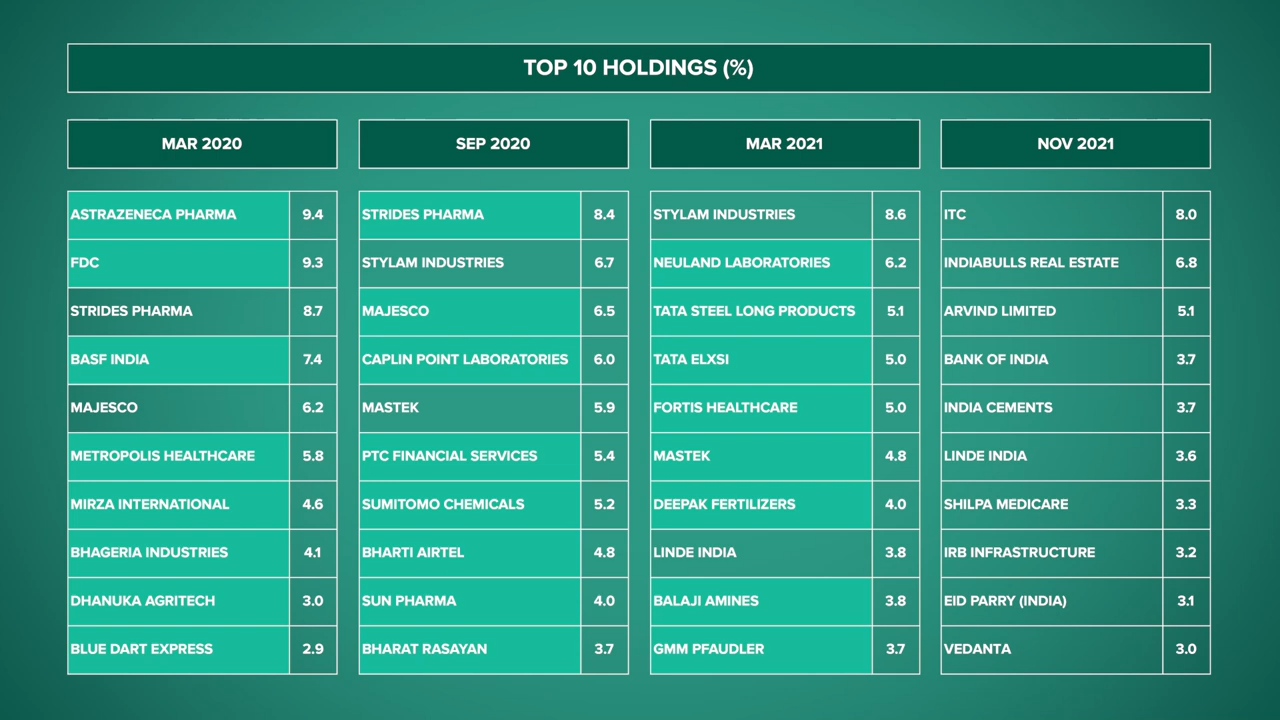 TOP 10 HOLDINGS (%)
MAR 2020 SEP 2020 MAR 2021 NOV 2021
ASTRAZENECA PHARMA 9.4 STRIDES PHARMA 8.4 STYLAM INDUSTRIES 8.6 ITC 8.0
FDC 9.3 STYLAM INDUSTRIES 6.7 NEULAND LABORATORIES 6.2 INDIABULLS REAL ESTATE 6.8
STRIDES PHARMA 8.7 MAJESCO 6.5 TATA STEEL LONG PRODUCTS 5.1 ARVIND LIMITED 5.1
BASF INDIA 7.4 CAPLIN POINT LABORATORIES 6.0 TATA ELXSI 5.0 BANK OF INDIA 3.7
MAJESCO 6.2 MASTEK 5.9 FORTIS HEALTHCARE 5.0 INDIA CEMENTS 3.7
METROPOLIS HEALTHCARE 5.8 PTC FINANCIAL SERVICES 5.4 MASTEK 4.8 LINDE INDIA 3.6
MIRZA INTERNATIONAL 4.6 SUMITOMO CHEMICALS 5.2 DEEPAK FERTILIZERS 4.0 SHILPA MEDICARE 3.3
BHAGERIA INDUSTRIES 4.1 BHARTI AIRTEL 4.8 LINDE INDIA 3.8 IRB INFRASTRUCTURE 3.2
DHANUKA AGRITECH 3.0 SUN PHARMA 4.0 BALAJI AMINES 3.8 EID PARRY (INDIA) 3.1
BLUE DART EXPRESS 2.9 BHARAT RASAYAN 3.7 GMM PFAUDLER 3.7 VEDANTA 3.0